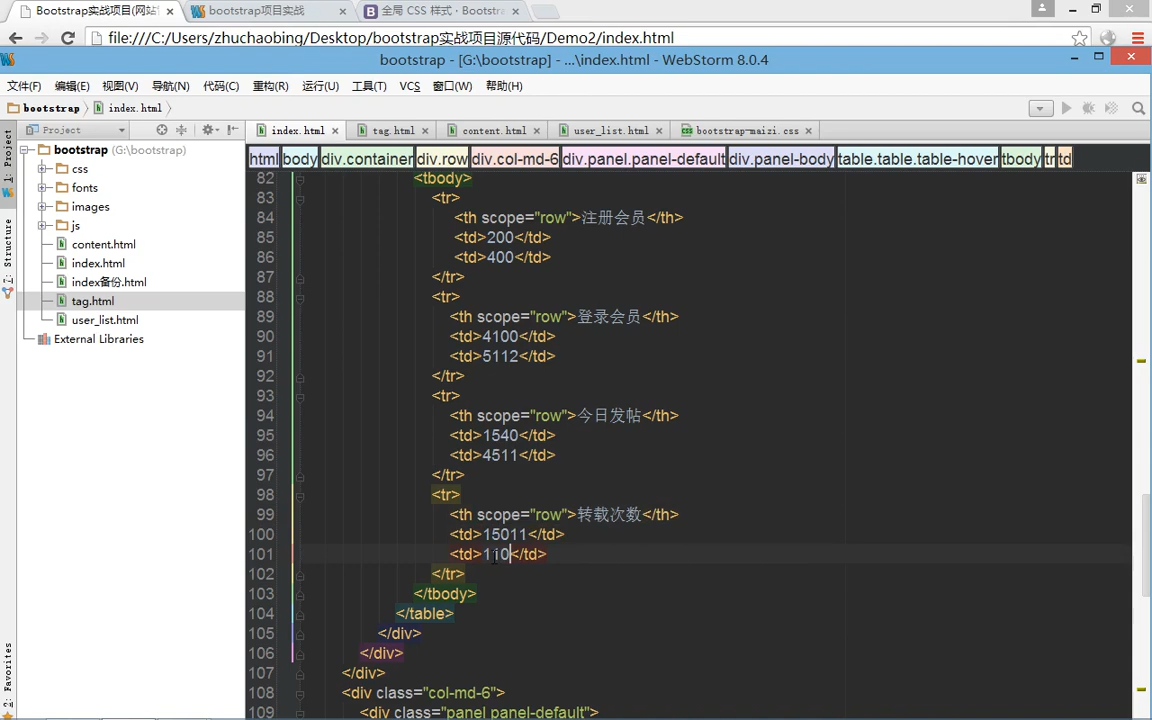 Bootstrap实战项目(网站
bootstrap项目实战
全局 CSS 样式 · Bootstra
file:///C:/Users/zhuchaobing/Desktop/bootstrap实战项目源代码/Demo2/index.html
bootstrap - [G:\bootstrap] - ...\index.html - WebStorm 8.0.4
文件(F) 编辑(E) 视图(V) 导航(N) 代码(C) 重构(R) 运行(U) 工具(T) VCS 窗口(W) 帮助(H)
bootstrap index.html
Project
index.html tag.html content.html user_list.html bootstrap-maizi.css
html body div.container div.row div.col-md-6 div.panel.panel-default div.panel-body table.table.table-hover tbody tr td
1: Project
7: Structure
2: Favorites
bootstrap (G:\bootstrap)
css
fonts
images
js
content.html
index.html
index备份.html
tag.html
user_list.html
External Libraries
82 <tbody>
83 <tr>
84 <th scope="row">注册会员</th>
85 <td>200</td>
86 <td>400</td>
87 </tr>
88 <tr>
89 <th scope="row">登录会员</th>
90 <td>4100</td>
91 <td>5112</td>
92 </tr>
93 <tr>
94 <th scope="row">今日发帖</th>
95 <td>1540</td>
96 <td>4511</td>
97 </tr>
98 <tr>
99 <th scope="row">转载次数</th>
100 <td>15011</td>
101 <td>110</td>
102 </tr>
103 </tbody>
104 </table>
105 </div>
106 </div>
107 </div>
108 <div class="col-md-6">
109 <div class="panel panel-default">